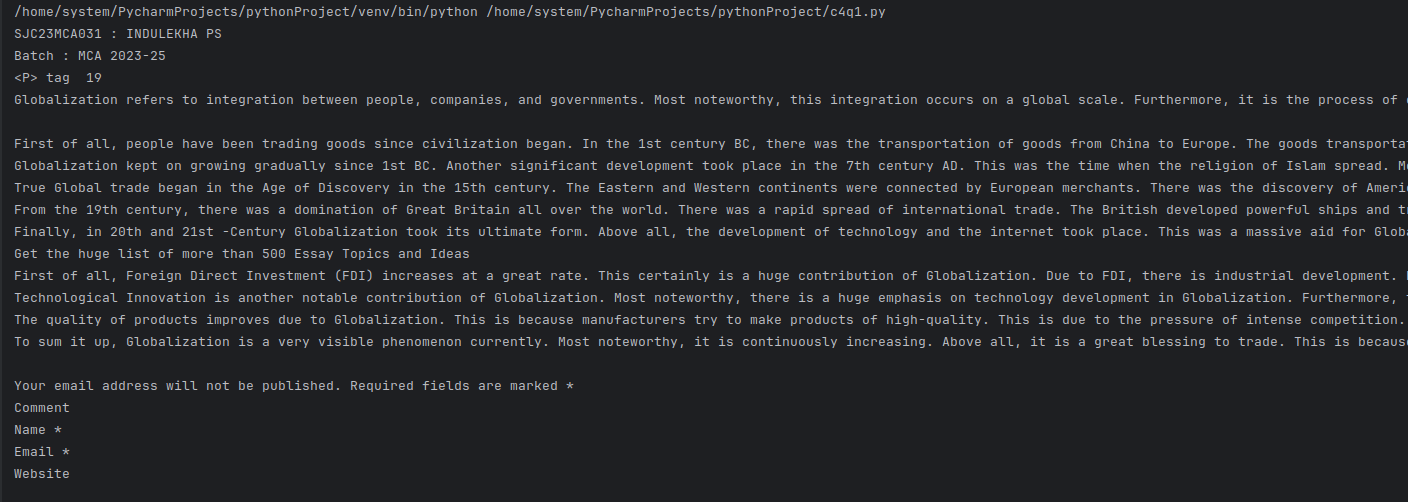 /home/system/PycharmProjects/pythonProject/venv/bin/python /home/system/PycharmProjects/pythonProject/c4q1.py
SJC23MCA031 : INDULEKHA PS
Batch : MCA 2023-25
<P> tag  19
Globalization refers to integration between people, companies, and governments. Most noteworthy, this integration occurs on a global scale. Furthermore, it is the process of
First of all, people have been trading goods since civilization began. In the 1st century BC, there was the transportation of goods from China to Europe. The goods transportat
Globalization kept on growing gradually since 1st BC. Another significant development took place in the 7th century AD. This was the time when the religion of Islam spread. Mo
True Global trade began in the Age of Discovery in the 15th century. The Eastern and Western continents were connected by European merchants. There was the discovery of Americ
From the 19th century, there was a domination of Great Britain all over the world. There was a rapid spread of international trade. The British developed powerful ships and tr
Finally, in 20th and 21st -Century Globalization took its ultimate form. Above all, the development of technology and the internet took place. This was a massive aid for Globa
Get the huge list of more than 500 Essay Topics and Ideas
First of all, Foreign Direct Investment (FDI) increases at a great rate. This certainly is a huge contribution of Globalization. Due to FDI, there is industrial development.
Technological Innovation is another notable contribution of Globalization. Most noteworthy, there is a huge emphasis on technology development in Globalization. Furthermore,
The quality of products improves due to Globalization. This is because manufacturers try to make products of high-quality. This is due to the pressure of intense competition.
To sum it up, Globalization is a very visible phenomenon currently. Most noteworthy, it is continuously increasing. Above all, it is a great blessing to trade. This is because
Your email address will not be published. Required fields are marked *
Comment
Name *
Email *
Website